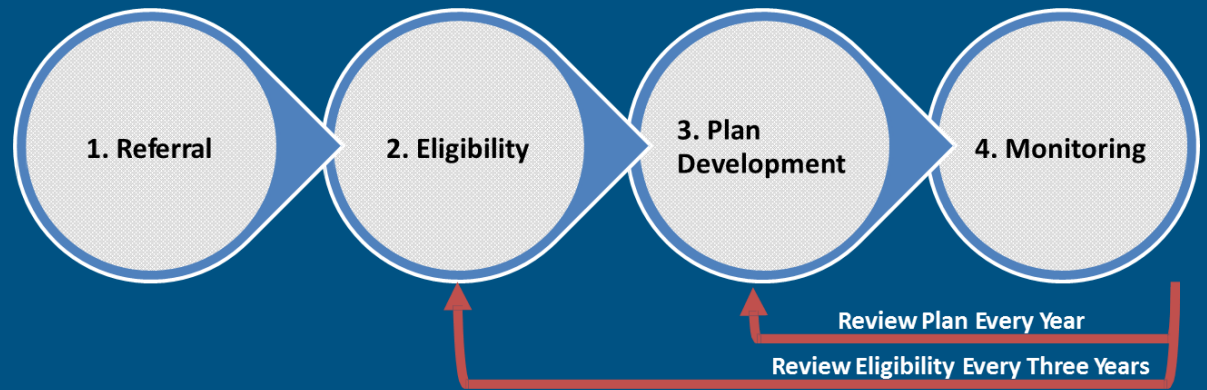 1. Referral
2. Eligibility
3. Plan
Development
4. Monitoring
Review Plan Every Year
Review Eligibility Every Three Years